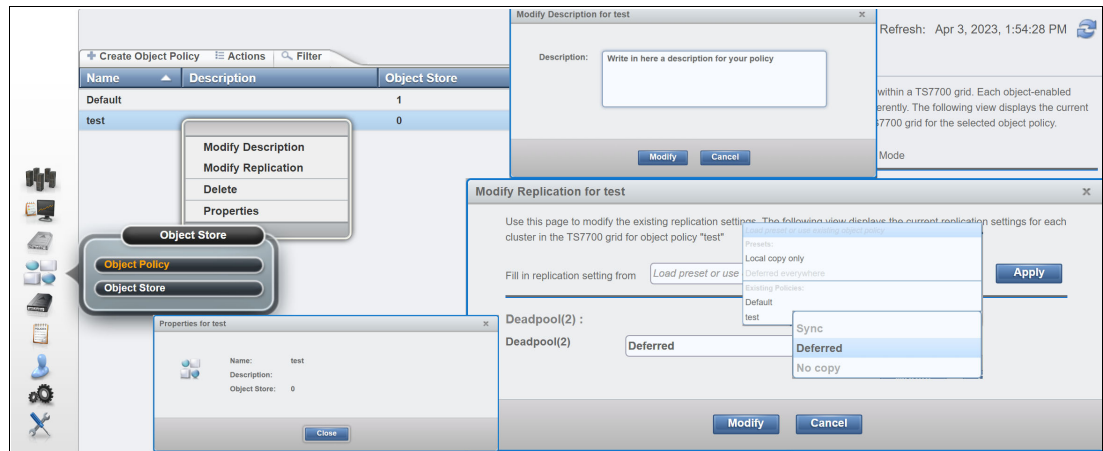 Modify Description for test
Refresh: Apr 3, 2023, 1:54:28 PM
Create Object Policy Actions Filter
Name Description Object Store
Default 1
test 0
Modify Description
Modify Replication
Delete
Properties
Description:
Write in here a description for your policy
Modify Cancel
within a TS7700 grid. Each object-enabled
erently. The following view displays the current
7700 grid for the selected object policy.
Mode
Object Store
Object Policy
Object Store
Modify Replication for test
Use this page to modify the existing replication settings. The following view displays the current replication settings for each
cluster in the TS7700 grid for object policy "test"
Fill in replication setting from
Load preset or use
Load preset or use existing object policy
Presets:
Local copy only
Deferred everywhere
Existing Policies:
Default
test
Apply
Deadpool(2) :
Deadpool(2)
Deferred
Sync
Deferred
No copy
Modify Cancel
Properties for test
Name: test
Description:
Object Store: 0
Close